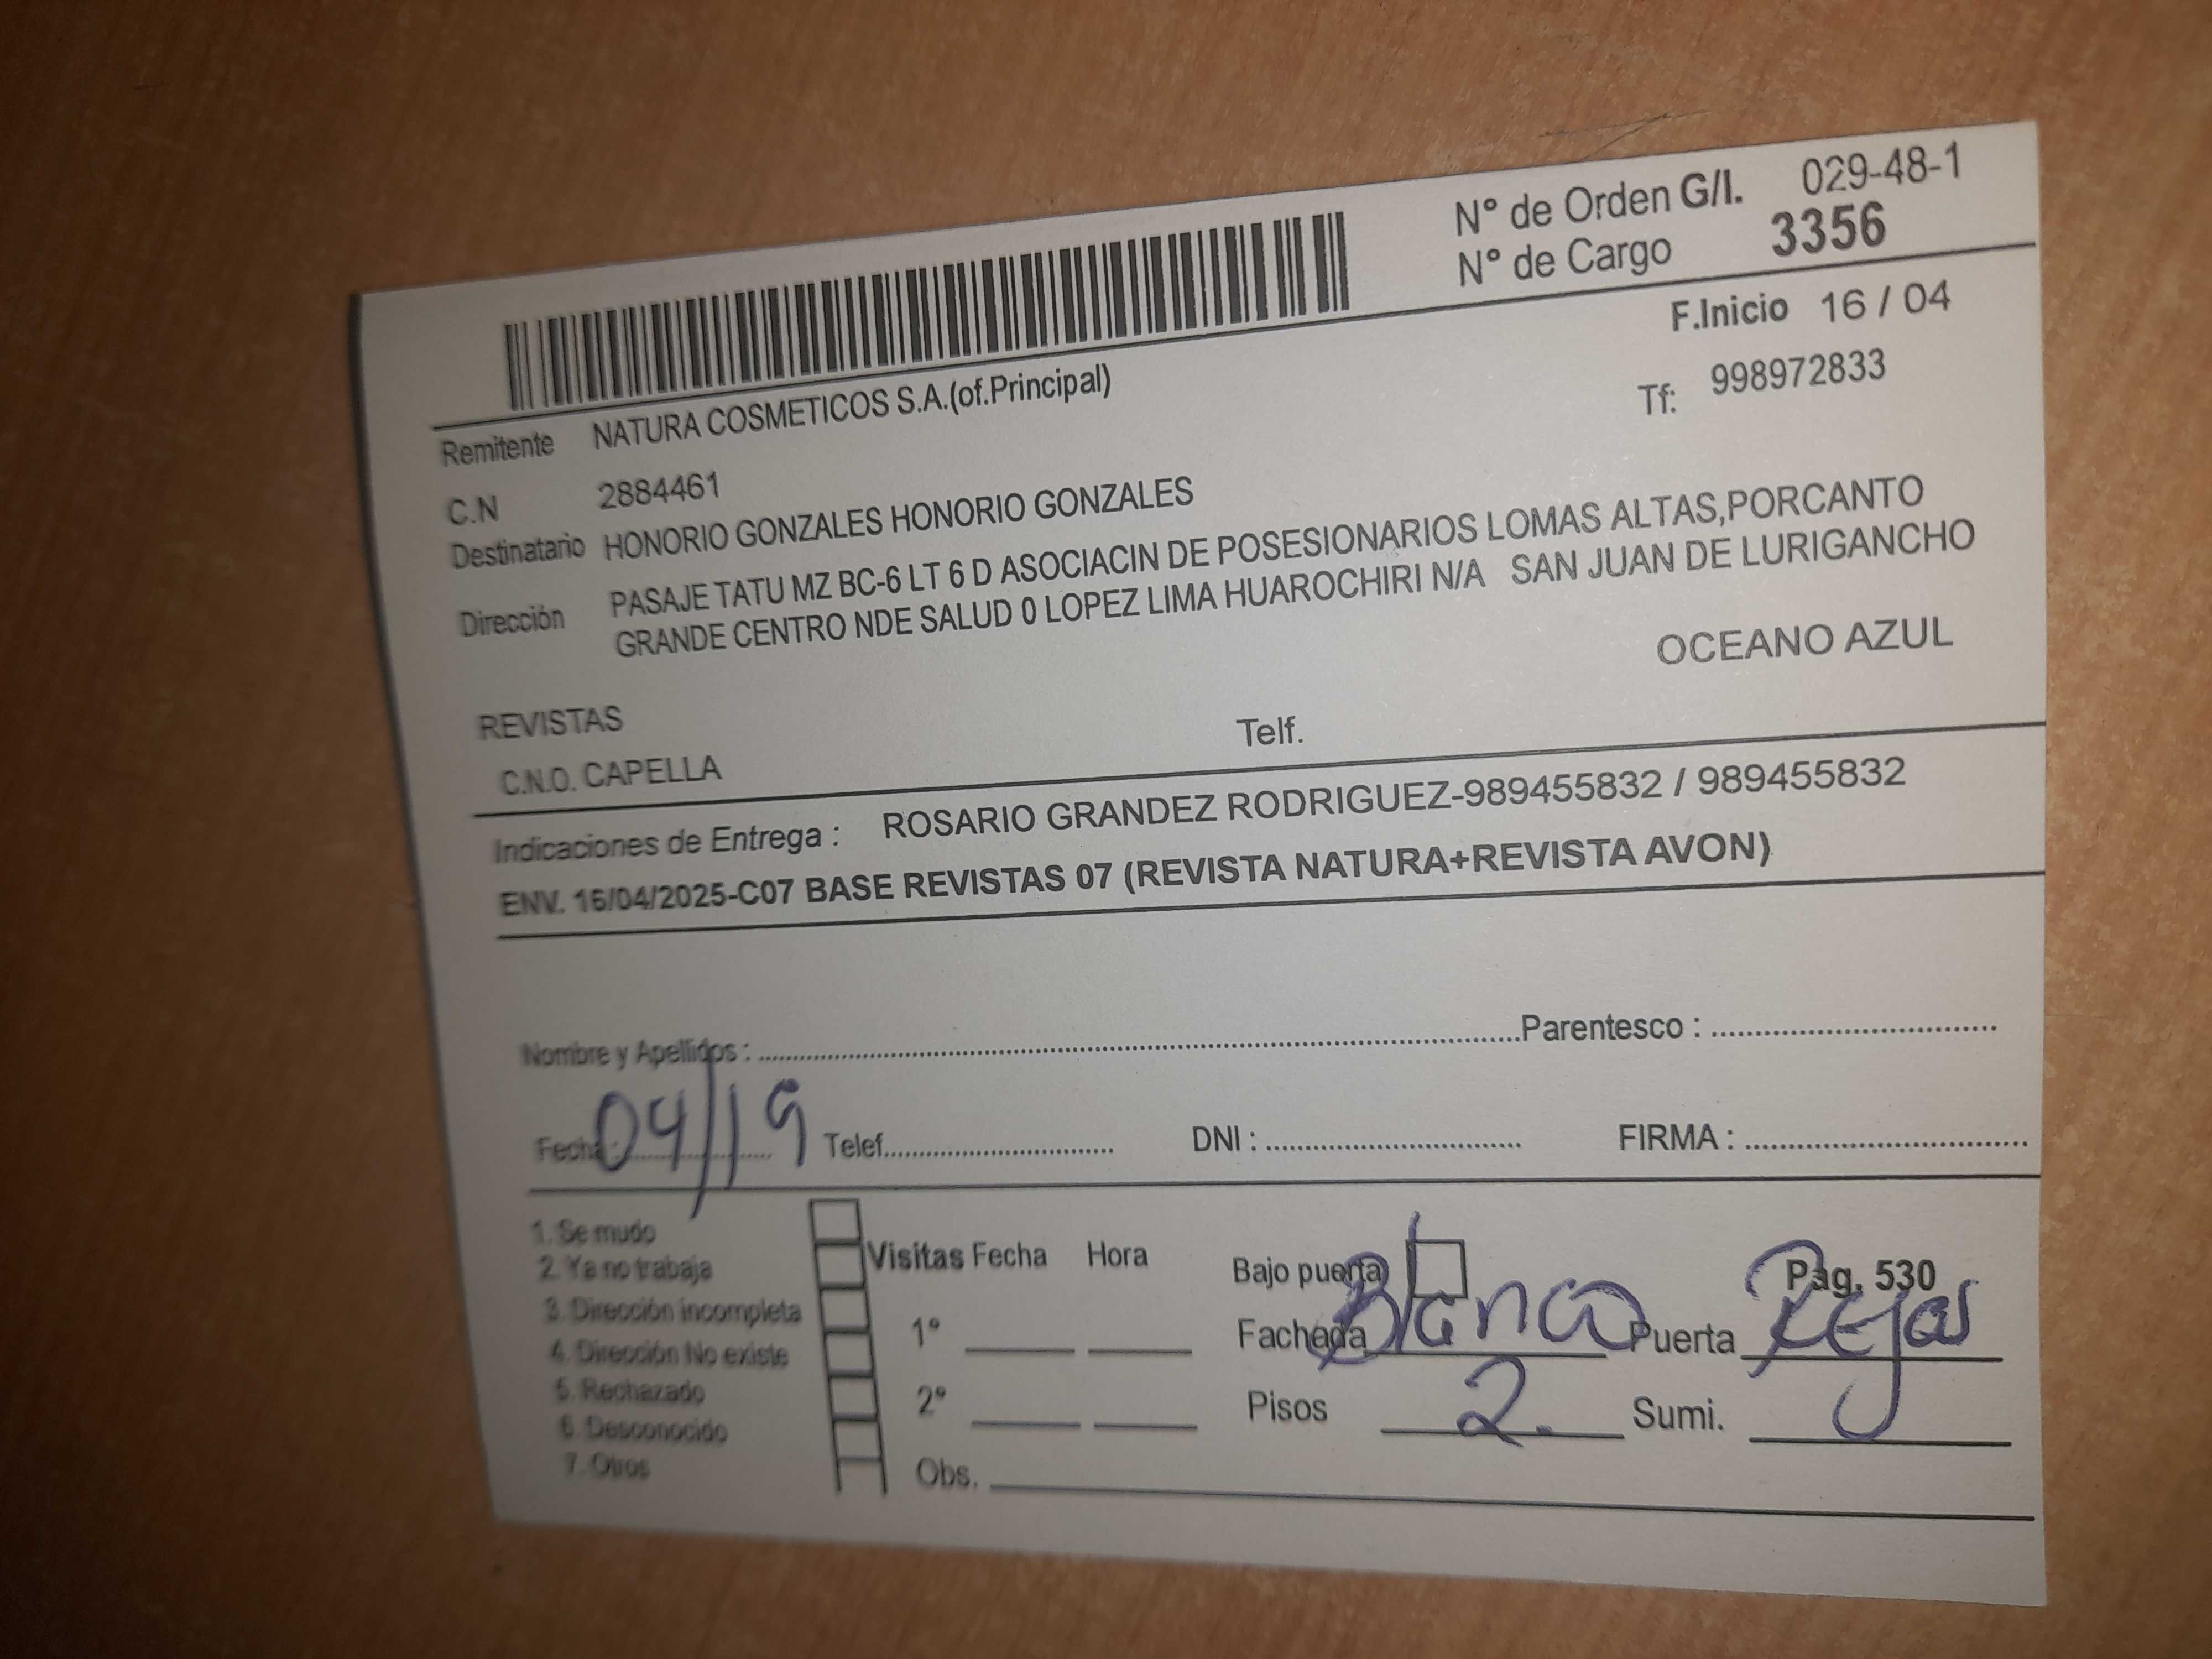 N° de Orden G/I. 029-48-1
N° de Cargo 3356
F.Inicio 16 / 04
Remitente NATURA COSMETICOS S.A.(of.Principal)
Tf: 998972833
C.N 2884461
Destinatario HONORIO GONZALES HONORIO GONZALES
Dirección PASAJE TATU MZ BC-6 LT 6 D ASOCIACIN DE POSESIONARIOS LOMAS ALTAS,PORCANTO
GRANDE CENTRO NDE SALUD 0 LOPEZ LIMA HUAROCHIRI N/A SAN JUAN DE LURIGANCHO
OCEANO AZUL
REVISTAS
C.N.O. CAPELLA Telf.
Indicaciones de Entrega : ROSARIO GRANDEZ RODRIGUEZ-989455832 / 989455832
ENV. 16/04/2025-C07 BASE REVISTAS 07 (REVISTA NATURA+REVISTA AVON)
Nombre y Apellidos : Parentesco :
Fecha : 04/19 Telef. DNI : FIRMA :
1. Se mudo
2. Ya no trabaja
3. Dirección incompleta
4. Dirección No existe
5. Rechazado
6. Desconocido
7. Otros
Visitas Fecha Hora
1°
2°
Obs.
Bajo puerta Pag. 530
Fachada Blanco Puerta Rejas
Pisos 2. Sumi.